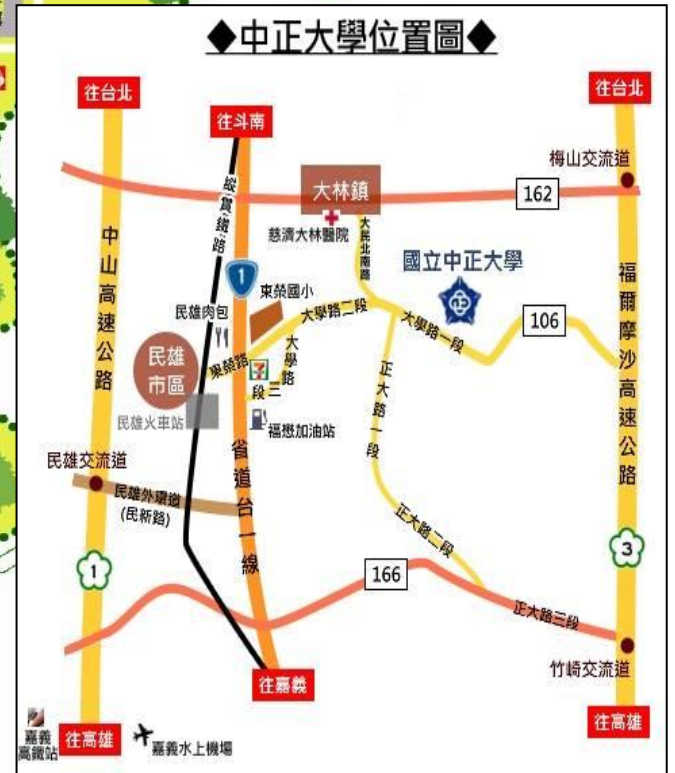 ◆中正大學位置圖◆
往台北
往台北
往斗南
梅山交流道
大林鎮
162
縱貫鐵路
慈濟大林醫院
大民北南路
國立中正大學
中山高速公路
1
東榮國小
福爾摩沙高速公路
民雄肉包
大學路二段
大學路一段
106
民雄
市區
東榮路
7
大學路三段
正大路一段
民雄火車站
福懋加油站
省道台一線
民雄交流道
民雄外環道
(民新路)
正大路二段
3
1
166
正大路三段
竹崎交流道
往嘉義
嘉義
高鐵站
往高雄
嘉義水上機場
往高雄